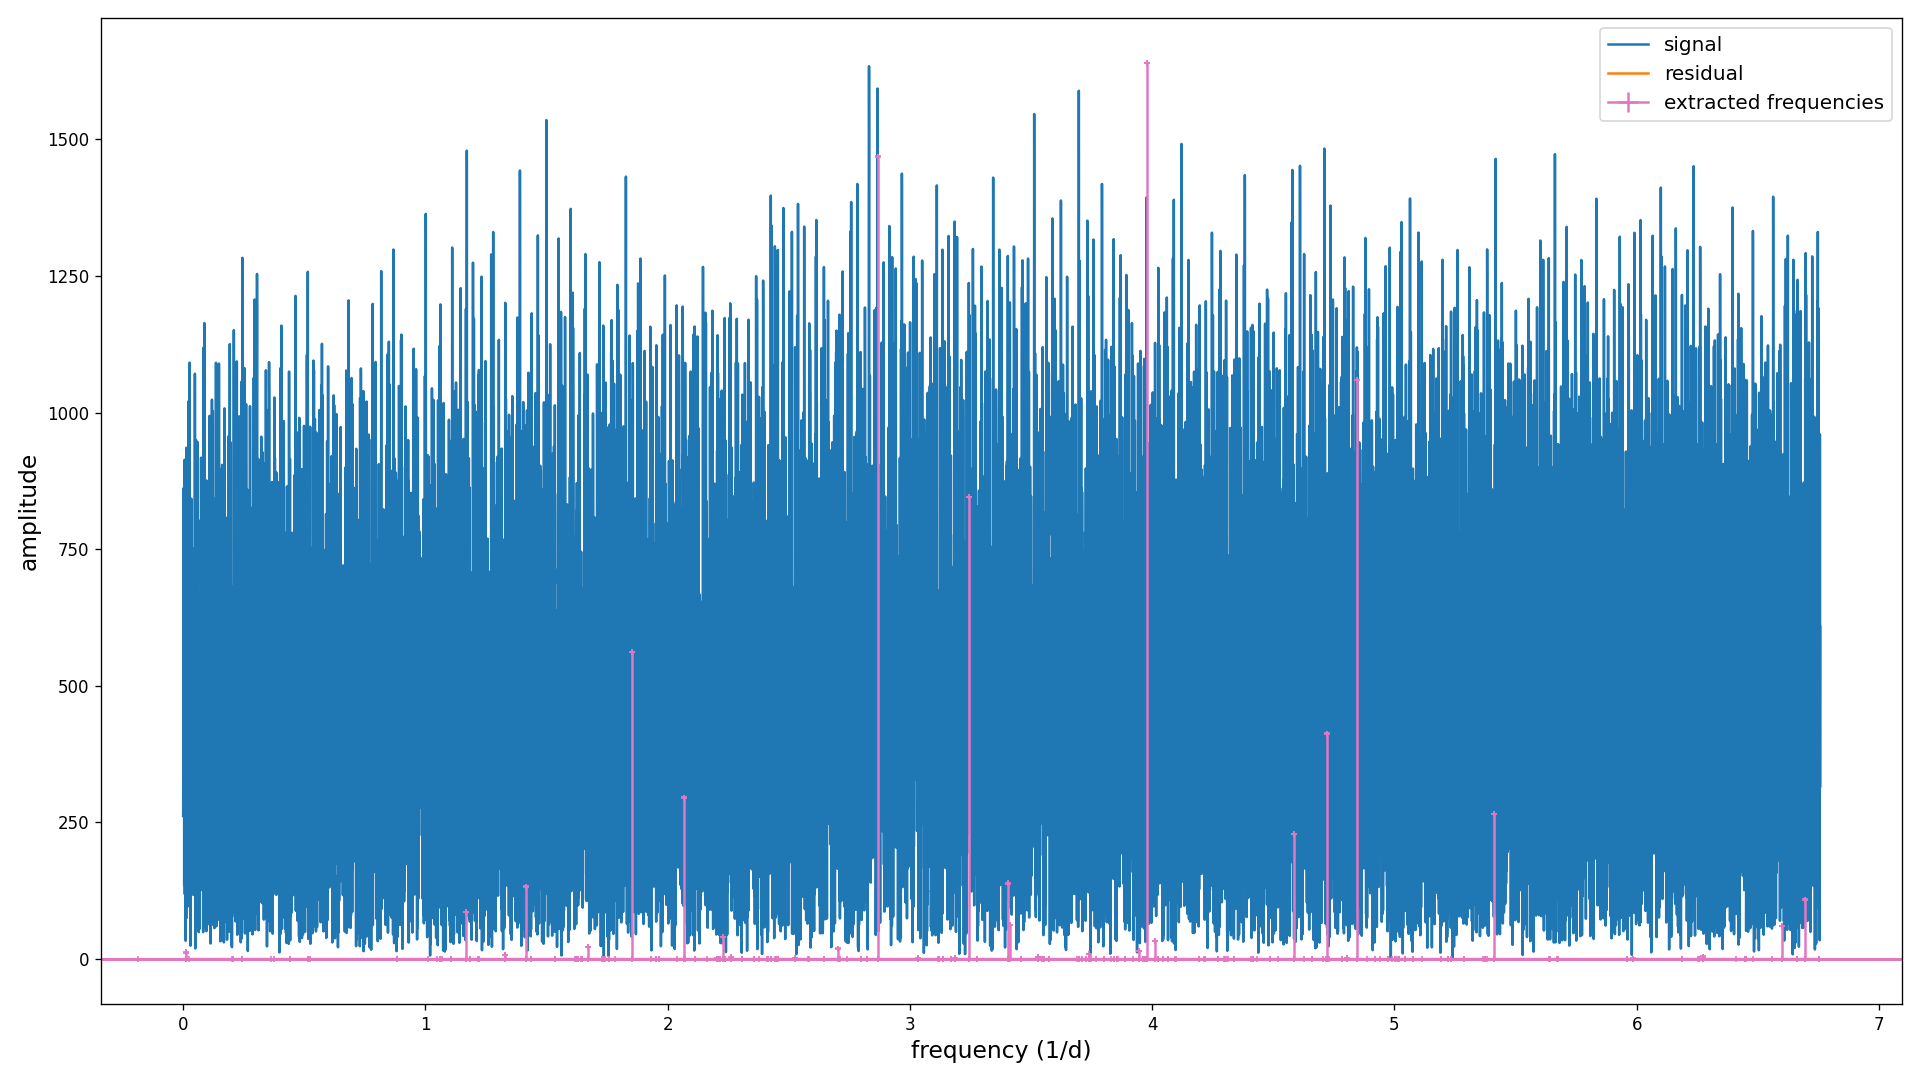 signal
residual
extracted frequencies
amplitude
1500
1250
1000
750
500
250
0
0 1 2 3 4 5 6 7
frequency (1/d)